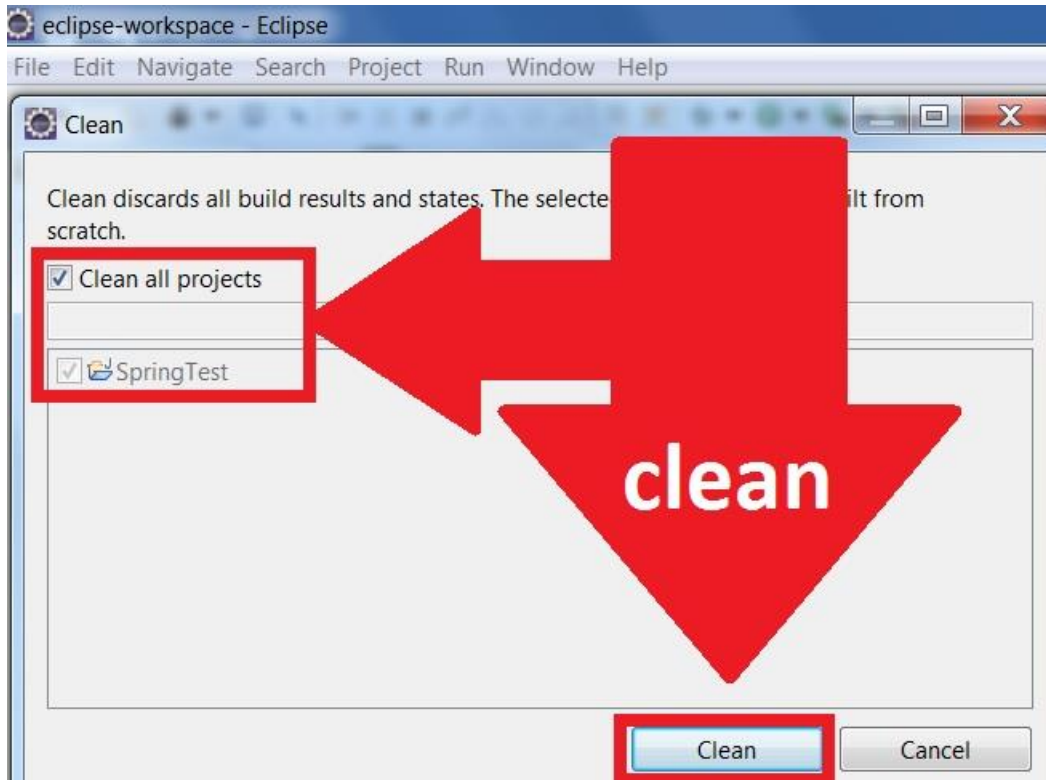 eclipse-workspace - Eclipse
File Edit Navigate Search Project Run Window Help
Clean
Clean discards all build results and states. The selecte ilt from
scratch.
Clean all projects
SpringTest
clean
Clean Cancel